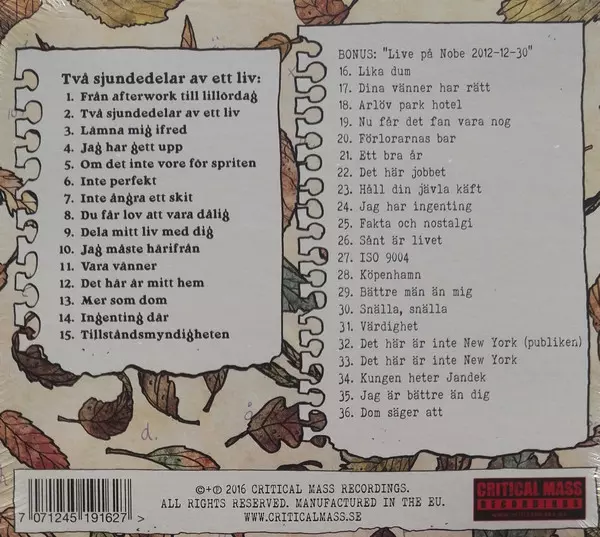 Två sjundedelar av ett liv:
1. Från afterwork till lillördag
2. Två sjundedelar av ett liv
3. Lämna mig ifred
4. Jag har gett upp
5. Om det inte vore för spriten
6. Inte perfekt
7. Inte ångra ett skit
8. Du får lov att vara dålig
9. Dela mitt liv med dig
10. Jag måste härifrån
11. Vara vänner
12. Det här är mitt hem
13. Mer som dom
14. Ingenting där
15. Tillståndsmyndigheten
BONUS: "Live på Nobe 2012-12-30"
16. Lika dum
17. Dina vänner har rätt
18. Arlöv park hotel
19. Nu får det fan vara nog
20. Förlorarnas bar
21. Ett bra år
22. Det här jobbet
23. Håll din jävla käft
24. Jag har ingenting
25. Fakta och nostalgi
26. Sånt är livet
27. ISO 9004
28. Köpenhamn
29. Bättre män än mig
30. Snälla, snälla
31. Värdighet
32. Det här är inte New York (publiken)
33. Det här är inte New York
34. Kungen heter Jandek
35. Jag är bättre än dig
36. Dom säger att
d.
7 071245 191627
©+℗ 2016 CRITICAL MASS RECORDINGS.
ALL RIGHTS RESERVED. MANUFACTURED IN THE EU.
WWW.CRITICALMASS.SE
CRITICAL MASS
RECORDINGS